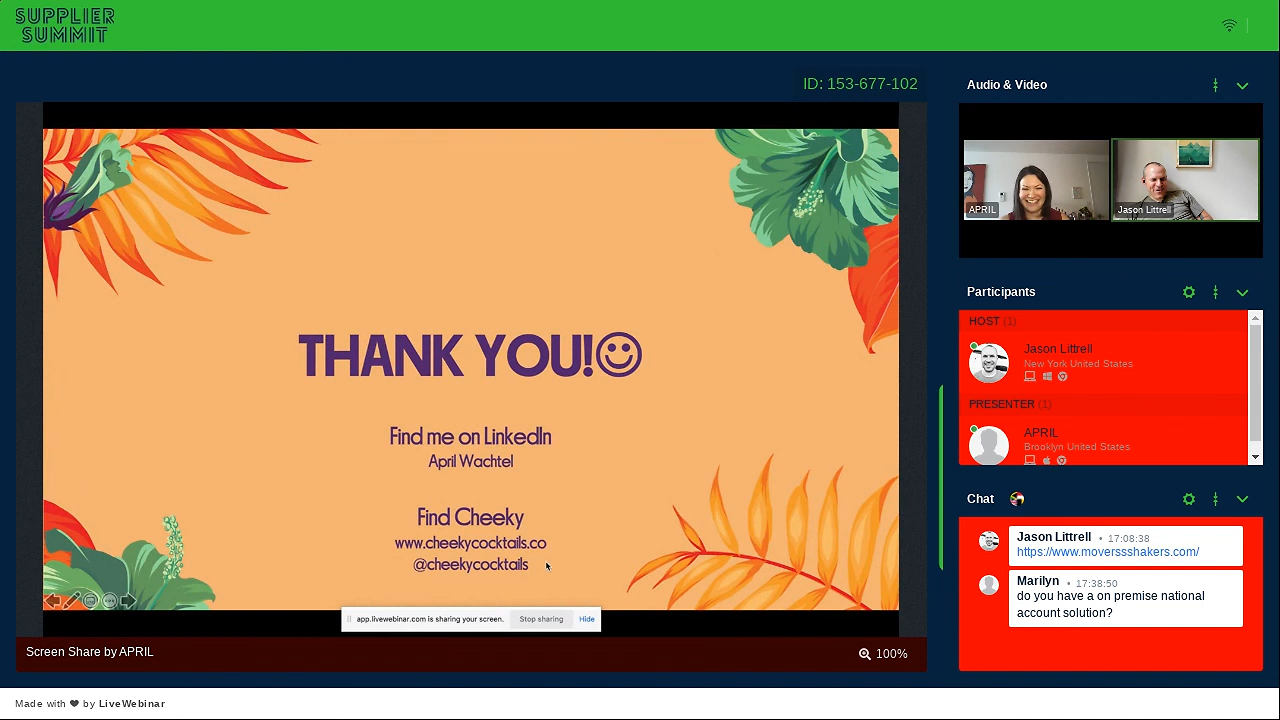 SUPPLIER
SUMMIT
ID: 153-677-102
THANK YOU!
Find me on LinkedIn
April Wachtel
Find Cheeky
www.cheekycocktails.co
@cheekycocktails
app.livewebinar.com is sharing your screen.
Stop sharing
Hide
Screen Share by APRIL
100%
Audio & Video
APRIL
Jason Littrell
Participants
HOST (1)
Jason Littrell
New York United States
PRESENTER (1)
APRIL
Brooklyn United States
Chat
Jason Littrell • 17:08:38
https://www.moverssshakers.com/
Marilyn • 17:38:50
do you have a on premise national
account solution?
Made with ❤ by LiveWebinar